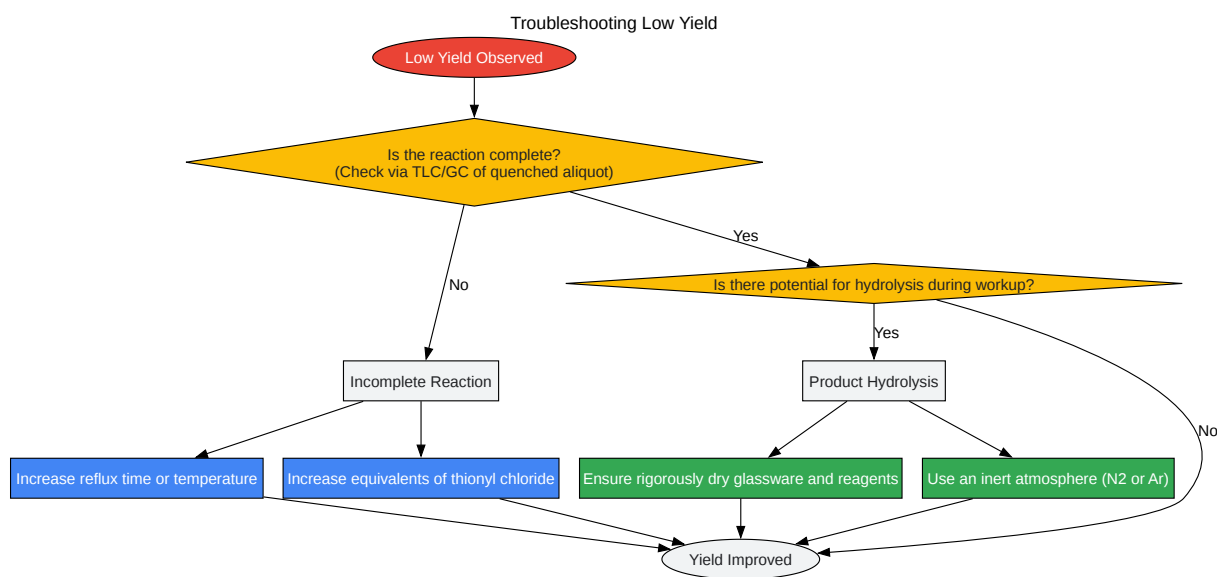 Troubleshooting Low Yield
Low Yield Observed
Is the reaction complete?
(Check via TLC/GC of quenched aliquot)
Yes
No
Is there potential for hydrolysis during workup?
Yes
No
Incomplete Reaction
Product Hydrolysis
Increase reflux time or temperature
Increase equivalents of thionyl chloride
Ensure rigorously dry glassware and reagents
Use an inert atmosphere (N2 or Ar)
Yield Improved